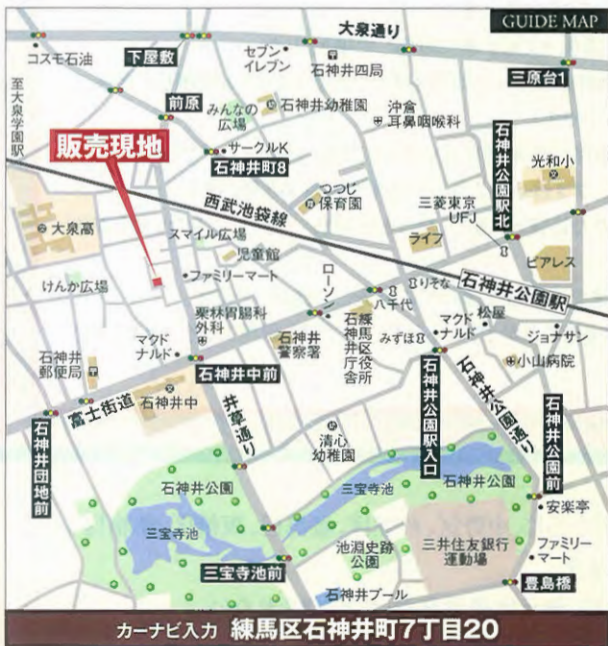 GUIDE MAP
大泉通り
コスモ石油
下屋敷
セブン
イレブン
石神井四局
三原台1
至大泉学園駅
前原
みんなの
広場
石神井幼稚園
沖倉
耳鼻咽喉科
サークルK
石神井町8
石神井公園駅北
光和小
販売現地
西武池袋線
つつじ
保育園
三菱東京
UFJ
大泉高
スマイル広場
児童館
ライフ
ピアレス
けんか広場
ファミリーマート
ローソン
りそな
八千代
石神井公園駅
栗林胃腸科
外科
石神井
警察署
練馬区役所
石神井庁舎
みずほ
マクド
ナルド
松屋
ジョナサン
小山病院
石神井
郵便局
マクド
ナルド
石神井中前
石神井公園駅入口
石神井公園通り
石神井公園前
富士街道
石神井中
井草通り
石神井団地前
清心
幼稚園
石神井公園
三宝寺池
石神井公園
安楽亭
三宝寺池
池淵史跡
公園
三井住友銀行
運動場
ファミリー
マート
三宝寺池前
石神井プール
豊島橋
カーナビ入力 練馬区石神井町7丁目20